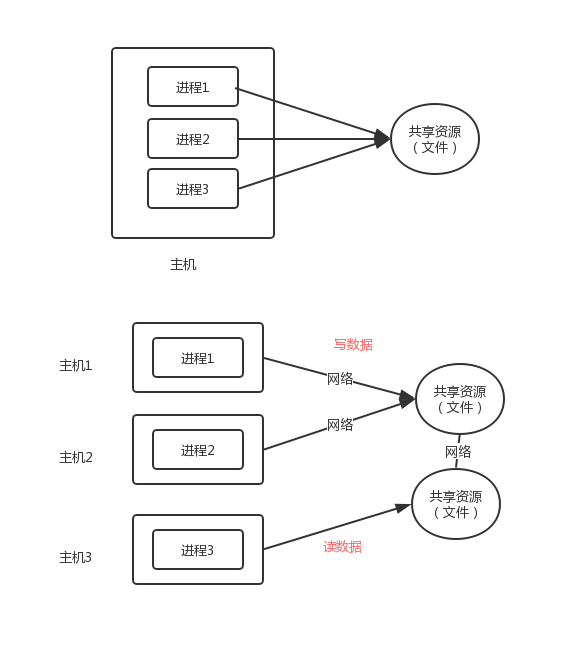 进程1
进程2
进程3
共享资源
（文件）
主机
写数据
主机1
进程1
网络
共享资源
（文件）
主机2
进程2
网络
网络
共享资源
（文件）
主机3
进程3
读数据